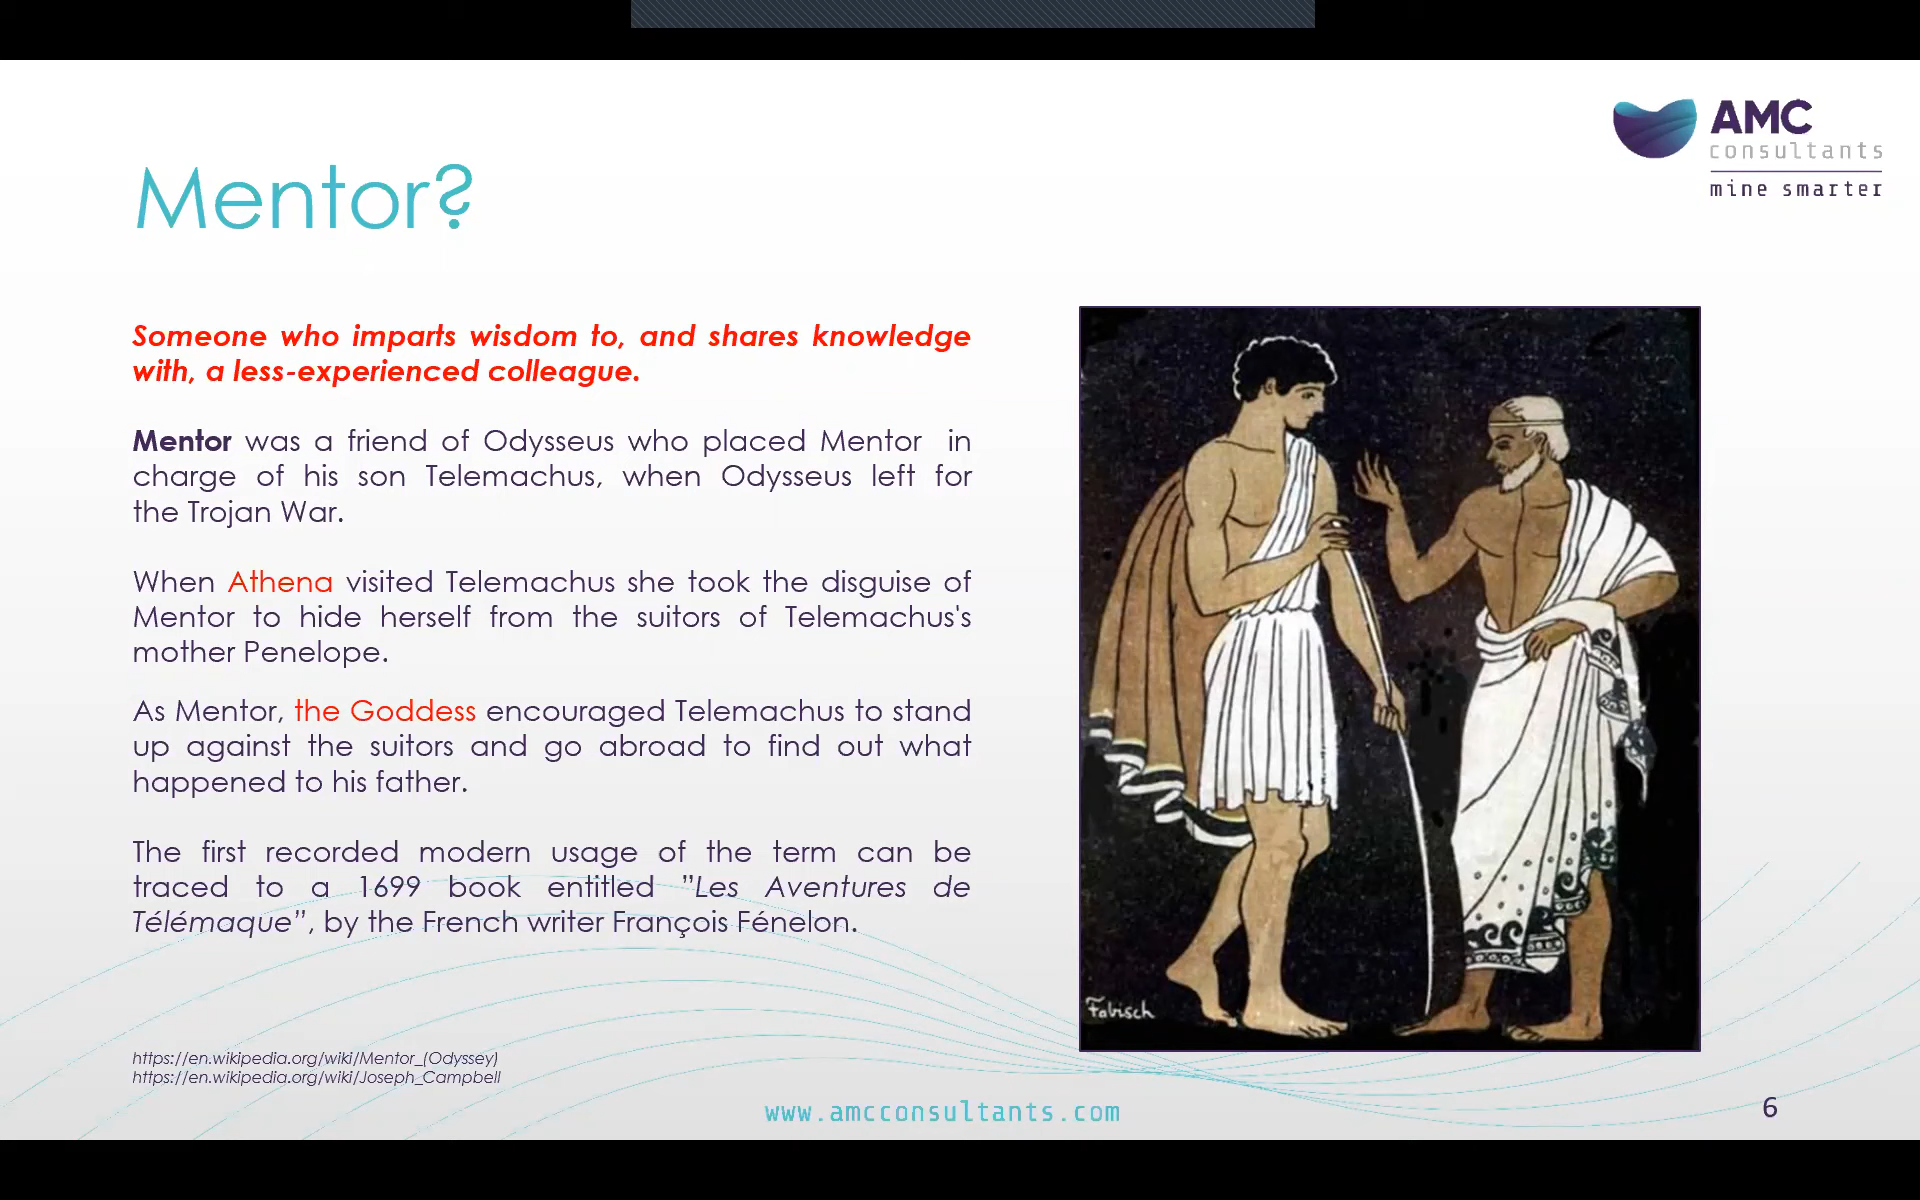 AMC
consultants
mine smarter
Mentor?
Someone who imparts wisdom to, and shares knowledge
with, a less-experienced colleague.
Mentor was a friend of Odysseus who placed Mentor in
charge of his son Telemachus, when Odysseus left for
the Trojan War.
When Athena visited Telemachus she took the disguise of
Mentor to hide herself from the suitors of Telemachus's
mother Penelope.
As Mentor, the Goddess encouraged Telemachus to stand
up against the suitors and go abroad to find out what
happened to his father.
The first recorded modern usage of the term can be
traced to a 1699 book entitled ”Les Aventures de
Télémaque”, by the French writer François Fénelon.
Fabisch
https://en.wikipedia.org/wiki/Mentor_(Odyssey)
https://en.wikipedia.org/wiki/Joseph_Campbell
www.amcconsultants.com
6